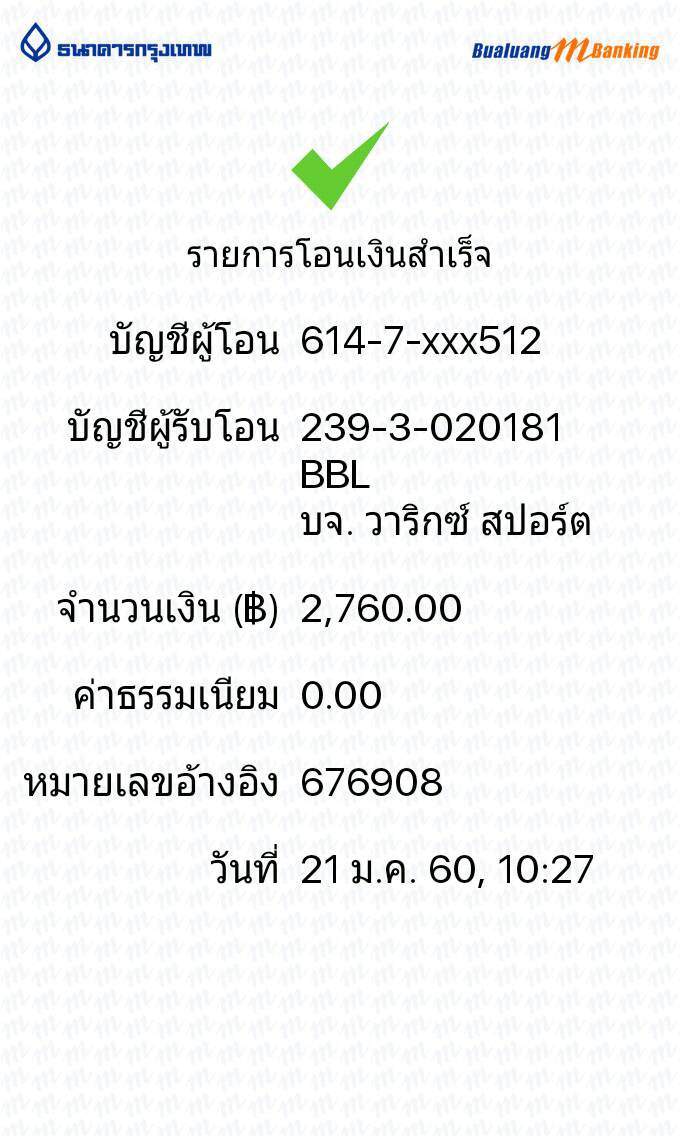 ธนาคารกรุงเทพ
Bualuang mBanking
รายการโอนเงินสำเร็จ
บัญชีผู้โอน 614-7-xxx512
บัญชีผู้รับโอน 239-3-020181
BBL
บจ. วาริกซ์ สปอร์ต
จำนวนเงิน (฿) 2,760.00
ค่าธรรมเนียม 0.00
หมายเลขอ้างอิง 676908
วันที่ 21 ม.ค. 60, 10:27